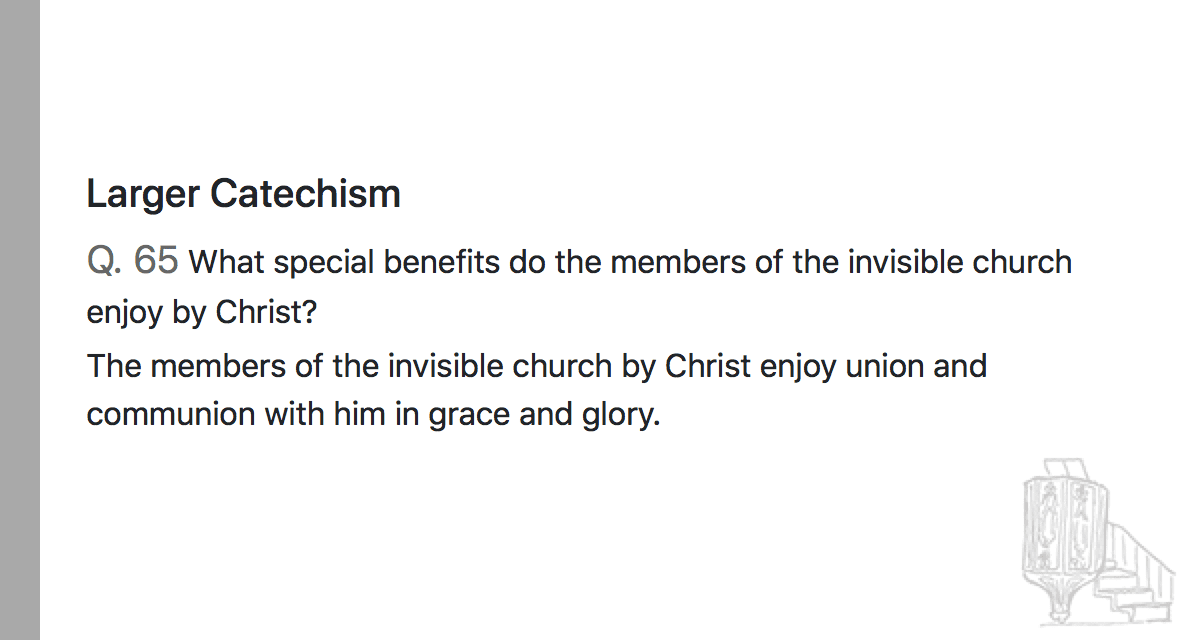 Larger Catechism
Q. 65 What special benefits do the members of the invisible church
enjoy by Christ?
The members of the invisible church by Christ enjoy union and
communion with him in grace and glory.